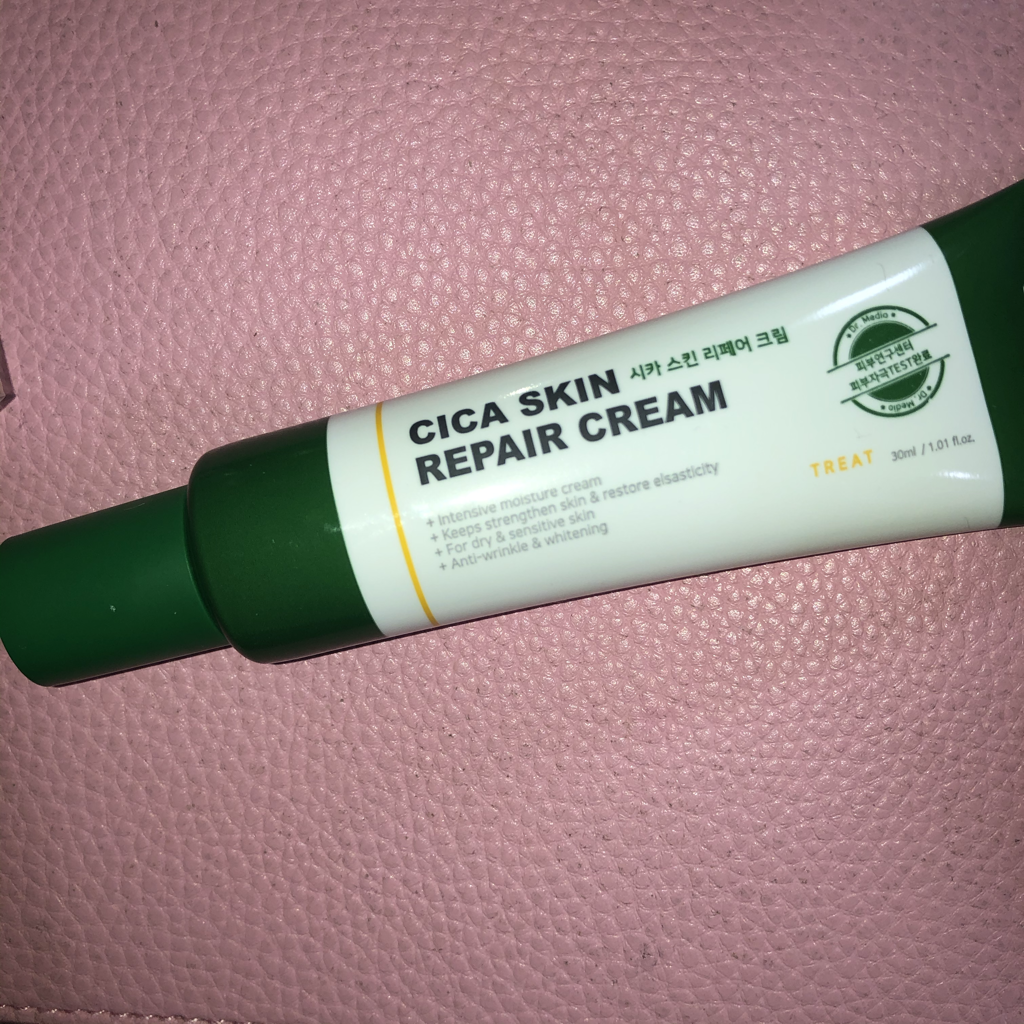 CICA SKIN 시카 스킨 리페어 크림
REPAIR CREAM
+ Intensive moisture cream
+ Keeps strengthen skin & restore elsasticity
+ For dry & sensitive skin
+ Anti-wrinkle & whitening
Dr. Medio
피부연구센터
피부자극TEST완료
Dr. Medio
TREAT 30ml / 1.01 fl.oz.